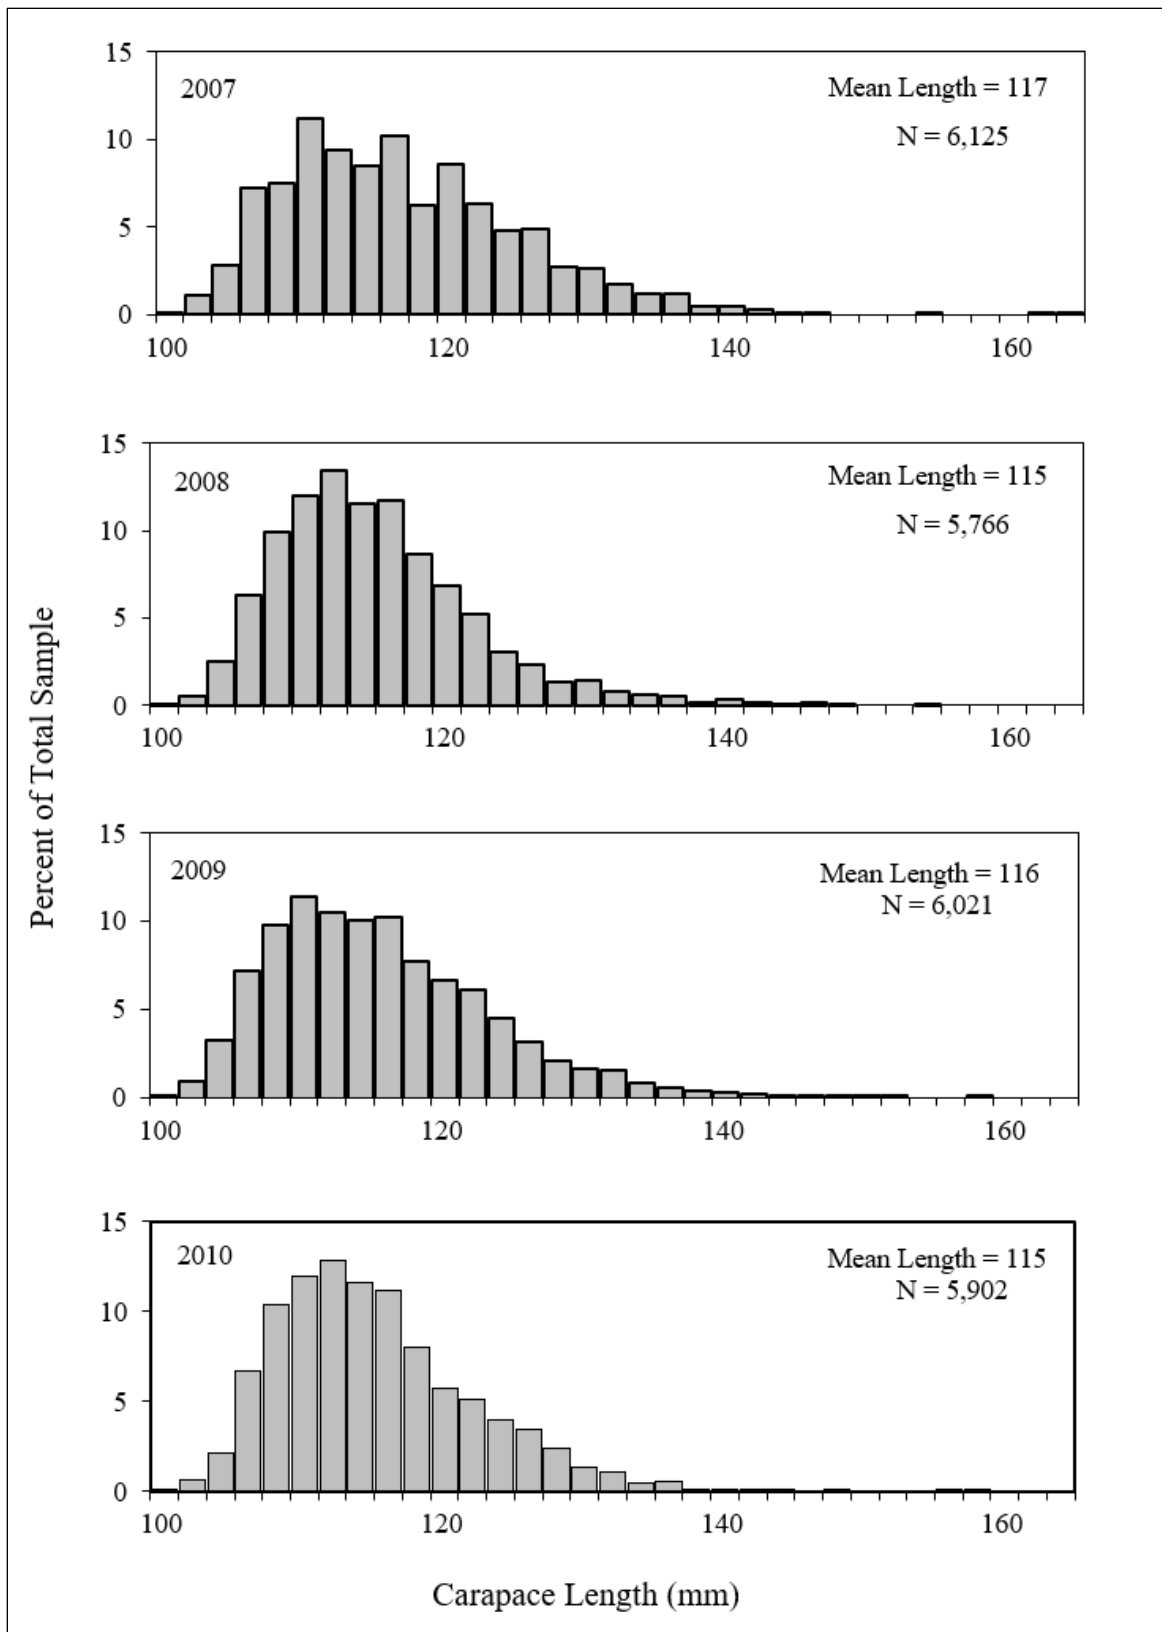 15
2007
Mean Length = 117
10
N = 6,125
5
0
100 120 140 160
15
2008
Mean Length = 115
10
N = 5,766
5
0
100 120 140 160
Percent of Total Sample
15
2009
Mean Length = 116
N = 6,021
10
5
0
100 120 140 160
15
2010
Mean Length = 115
N = 5,902
10
5
0
100 120 140 160
Carapace Length (mm)